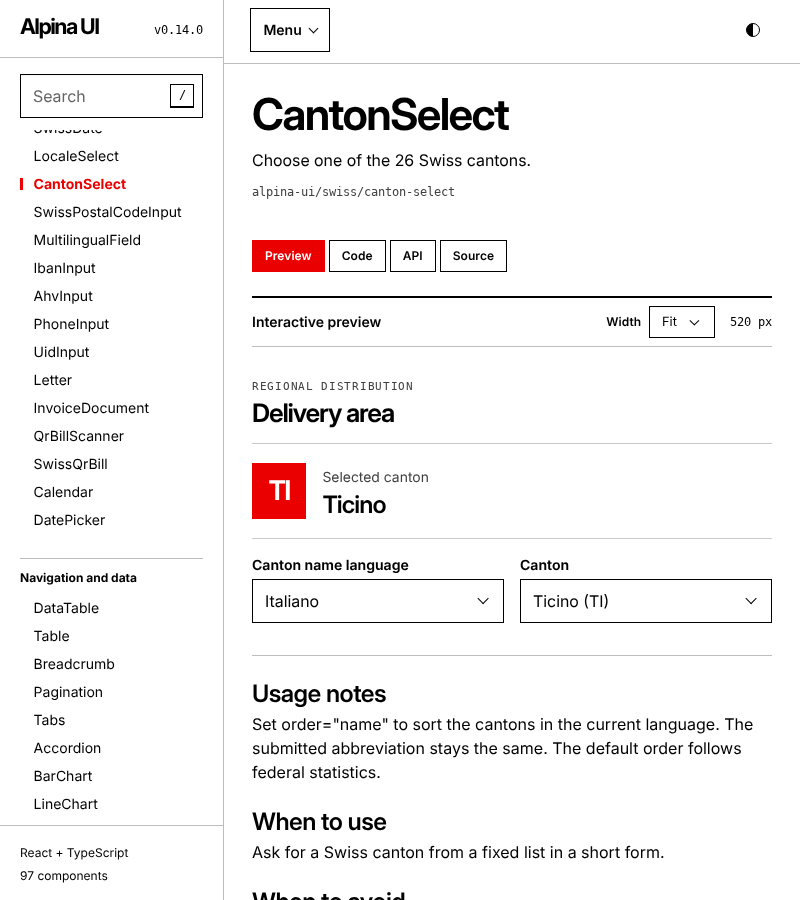 Alpina UI
v0.14.0
Search
/
SwissDate
LocaleSelect
CantonSelect
SwissPostalCodeInput
MultilingualField
IbanInput
AhvInput
PhoneInput
UidInput
Letter
InvoiceDocument
QrBillScanner
SwissQrBill
Calendar
DatePicker
Navigation and data
DataTable
Table
Breadcrumb
Pagination
Tabs
Accordion
BarChart
LineChart
React + TypeScript
97 components
Menu
CantonSelect
Choose one of the 26 Swiss cantons.
alpina-ui/swiss/canton-select
Preview
Code
API
Source
Interactive preview
Width
Fit
520 px
REGIONAL DISTRIBUTION
Delivery area
TI
Selected canton
Ticino
Canton name language
Italiano
Canton
Ticino (TI)
Usage notes
Set order="name" to sort the cantons in the current language. The
submitted abbreviation stays the same. The default order follows
federal statistics.
When to use
Ask for a Swiss canton from a fixed list in a short form.
When to avoid